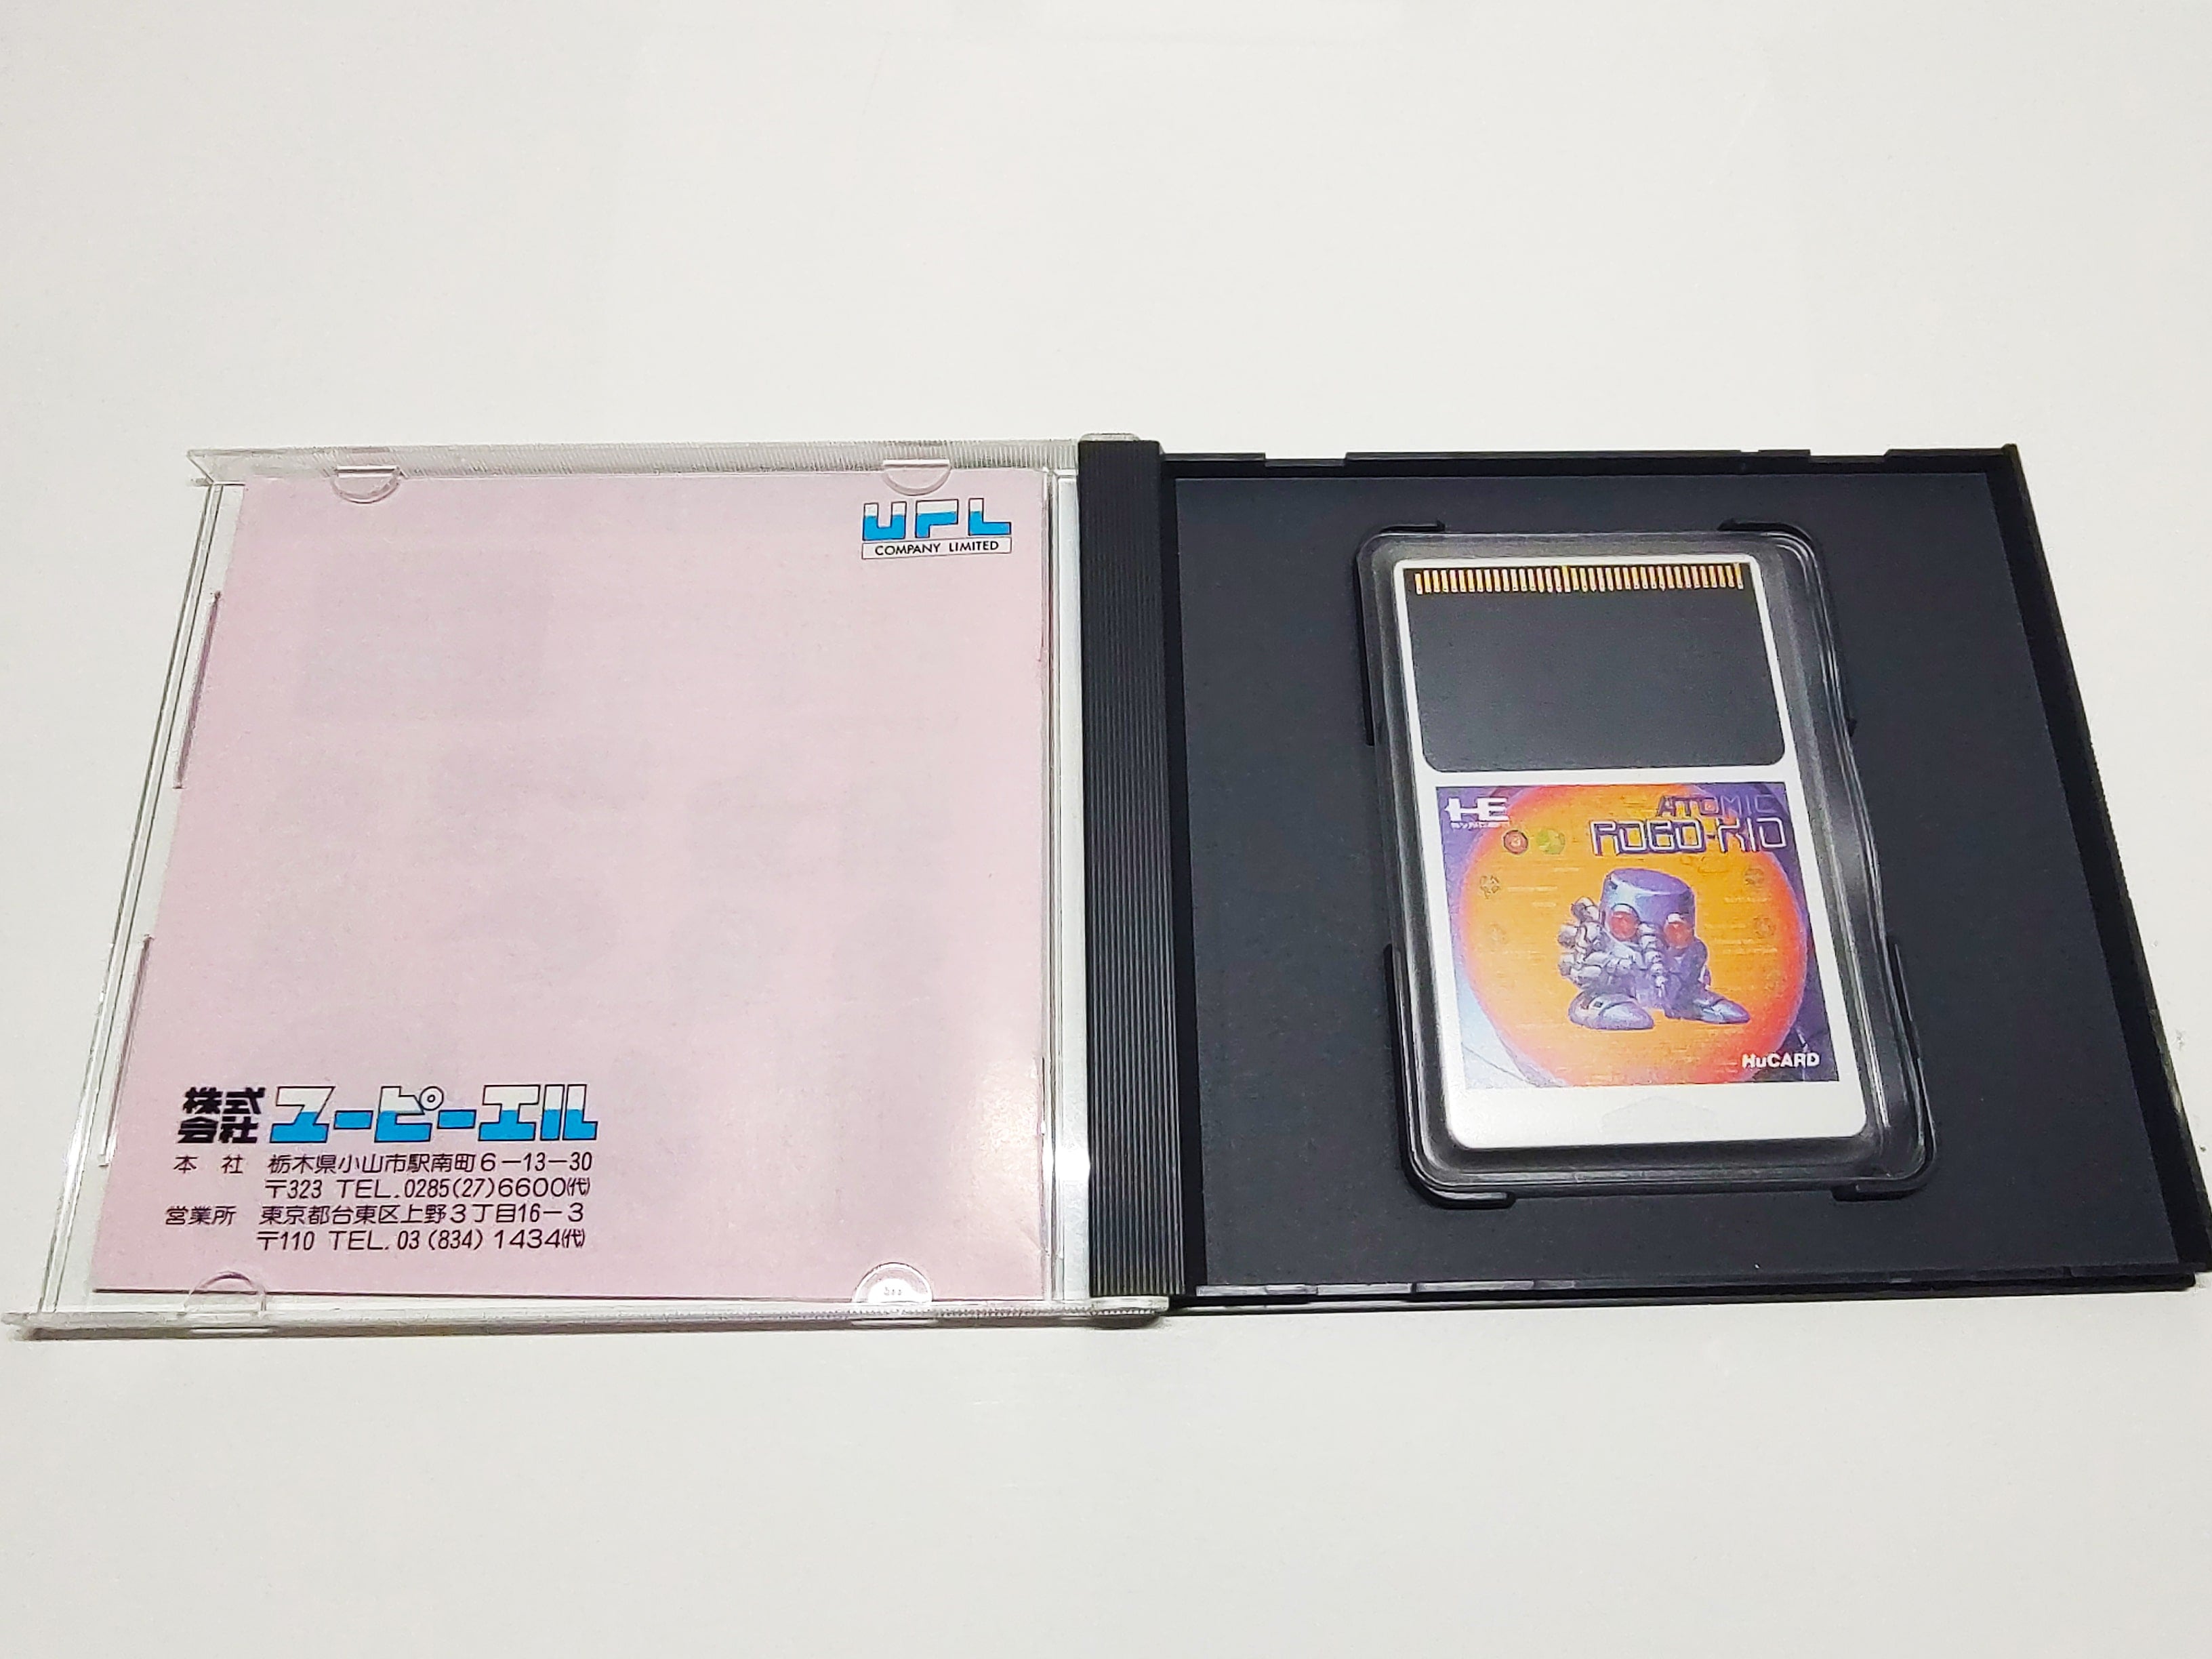 UPL
COMPANY LIMITED
株式
会社
ユーピーエル
本 社 栃木県小山市駅南町6-13-30
〒323 TEL.0285(27)6600㈹
営業所 東京都台東区上野3丁目16-3
〒110 TEL.03(834)1434㈹
HE
ATOMIC
ROBO-KID
HuCARD